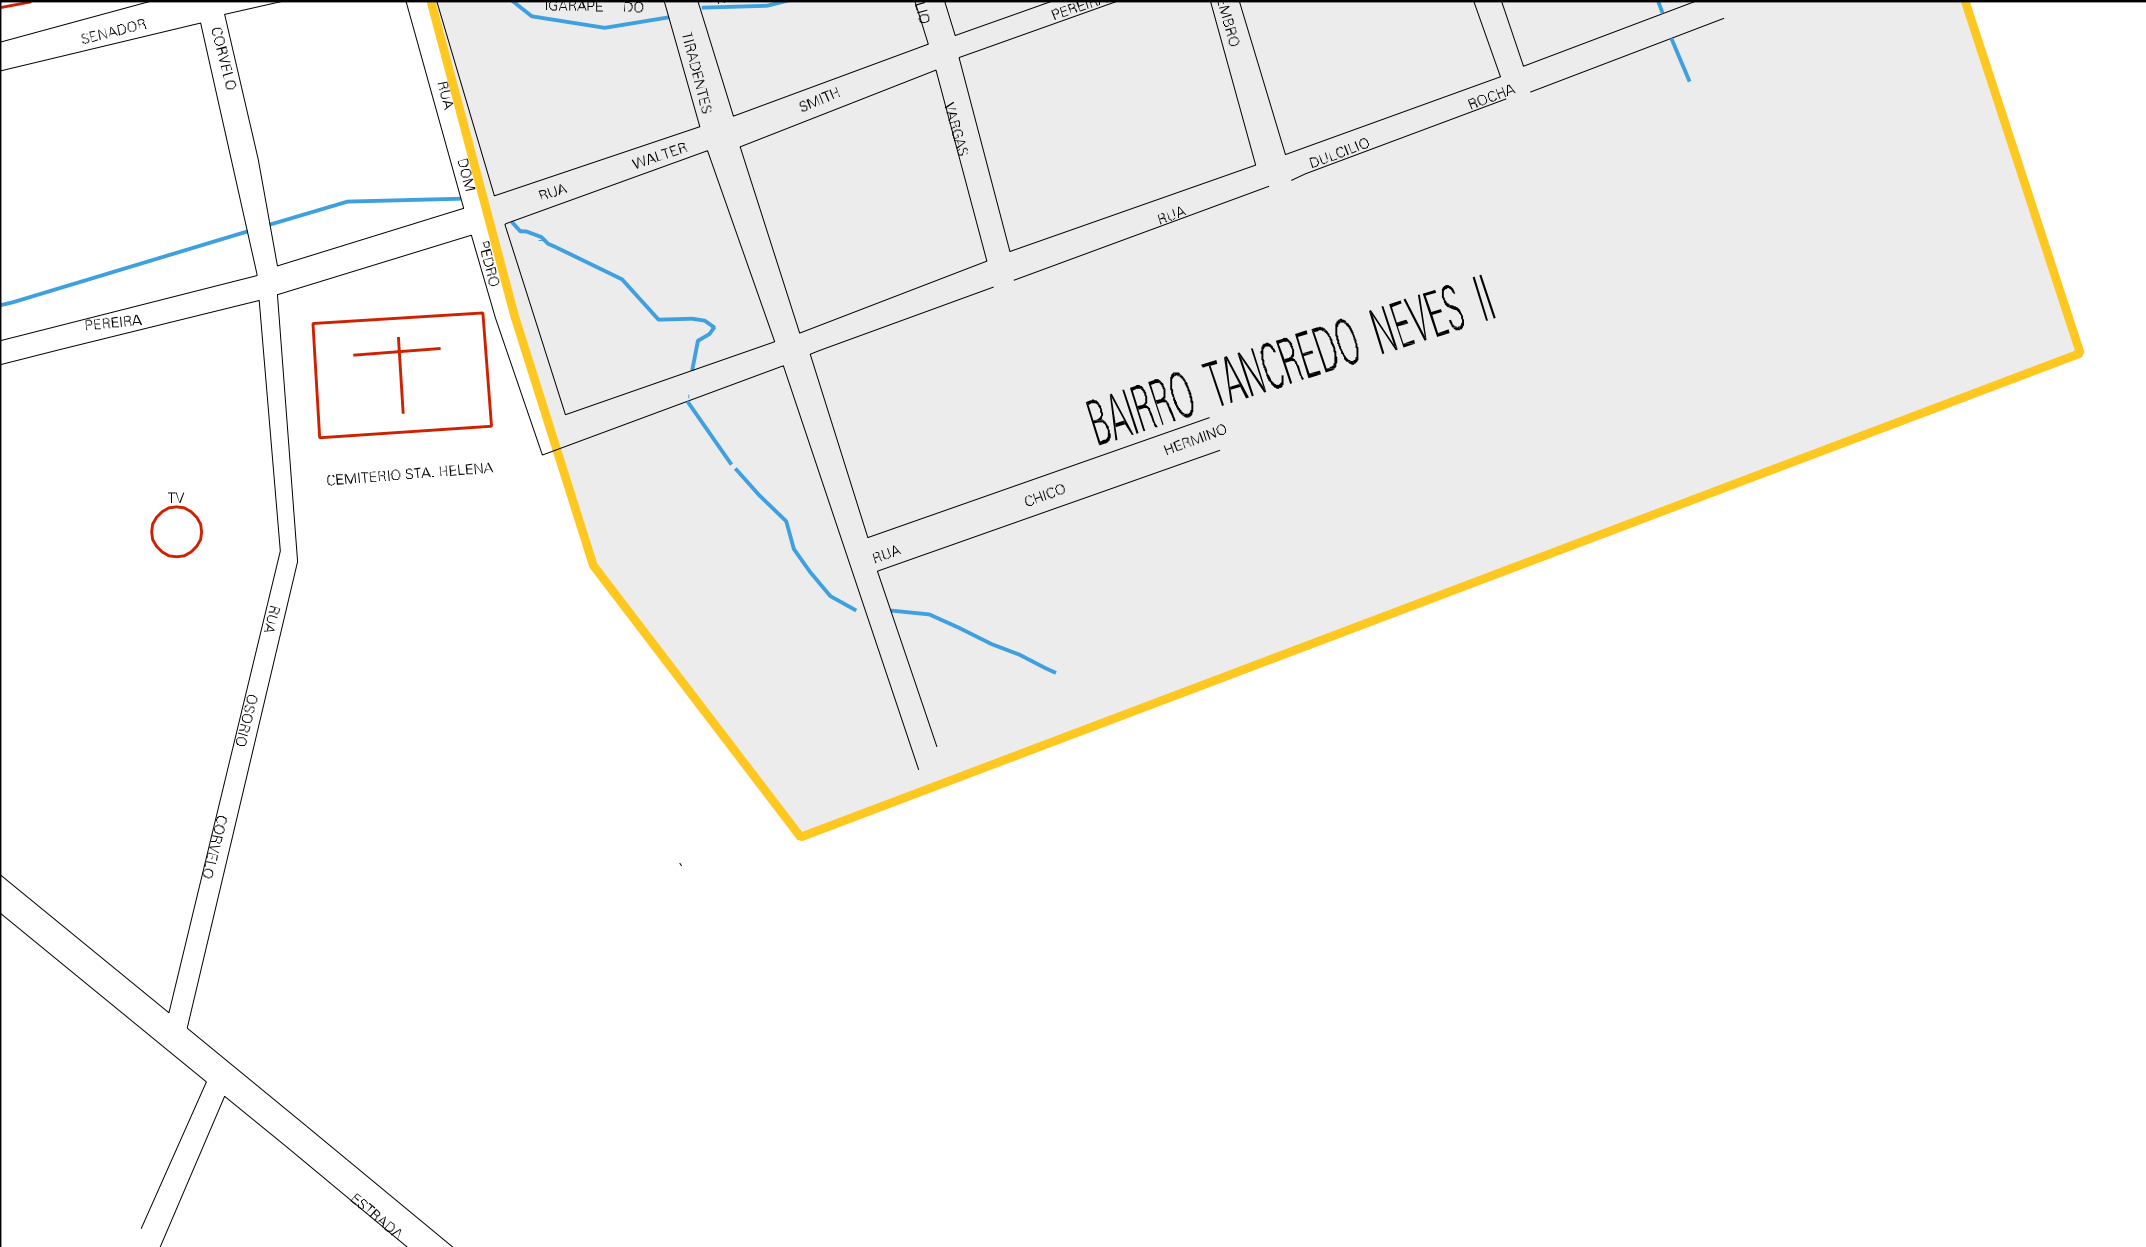 IGARAPE DO
SENADOR
CORVELO
RUA
DOM
PEDRO
TIRADENTES
SMITH
WALTER
RUA
VARGAS
ROCHA
DULCILIO
RUA
PEREIRA
BAIRRO TANCREDO NEVES II
HERMINO
CHICO
RUA
CEMITERIO STA. HELENA
TV
RUA
OSORIO
CORVELO
ESTRADA